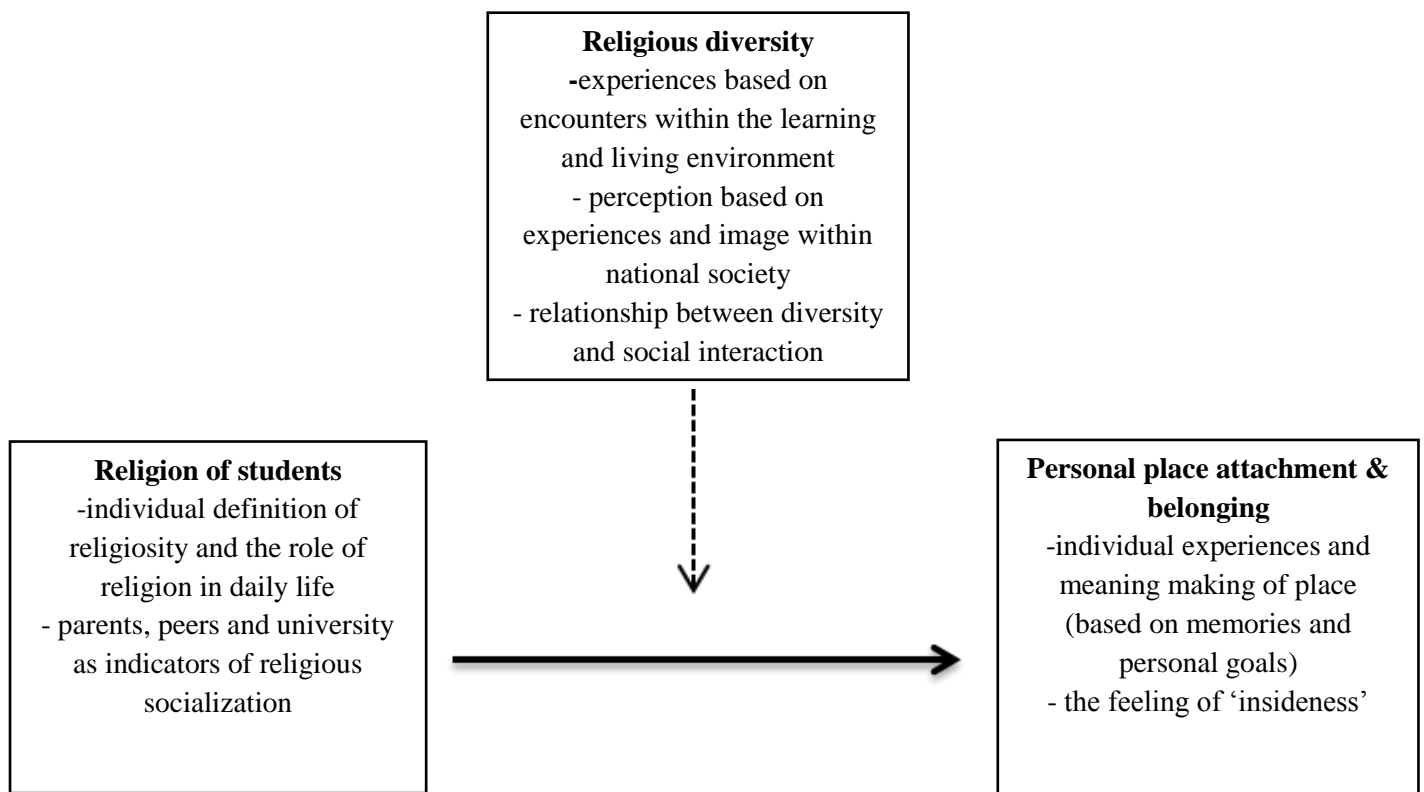 Religious diversity
-experiences based on
encounters within the learning
and living environment
- perception based on
experiences and image within
national society
- relationship between diversity
and social interaction
Religion of students
-individual definition of
religiosity and the role of
religion in daily life
- parents, peers and university
as indicators of religious
socialization
Personal place attachment &
belonging
-individual experiences and
meaning making of place
(based on memories and
personal goals)
- the feeling of ‘insideness’